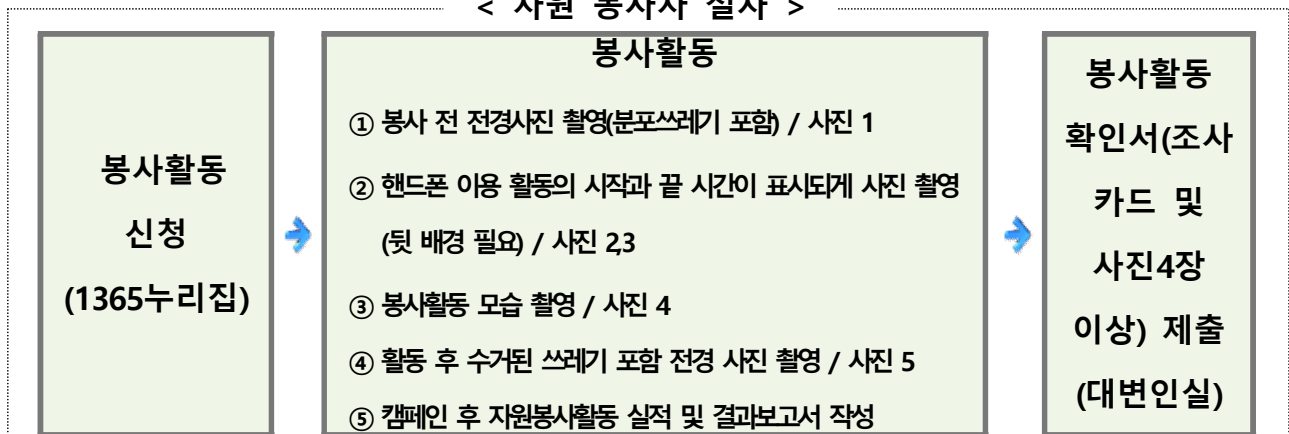 < 자원 봉사자 절차 >
봉사활동
신청
(1365누리집)
봉사활동
① 봉사 전 전경사진 촬영(분포쓰레기 포함) / 사진 1
② 핸드폰 이용 활동의 시작과 끝 시간이 표시되게 사진 촬영
(뒷 배경 필요) / 사진 2,3
③ 봉사활동 모습 촬영 / 사진 4
④ 활동 후 수거된 쓰레기 포함 전경 사진 촬영 / 사진 5
⑤ 캠페인 후 자원봉사활동 실적 및 결과보고서 작성
봉사활동
확인서(조사
카드 및
사진4장
이상) 제출
(대변인실)